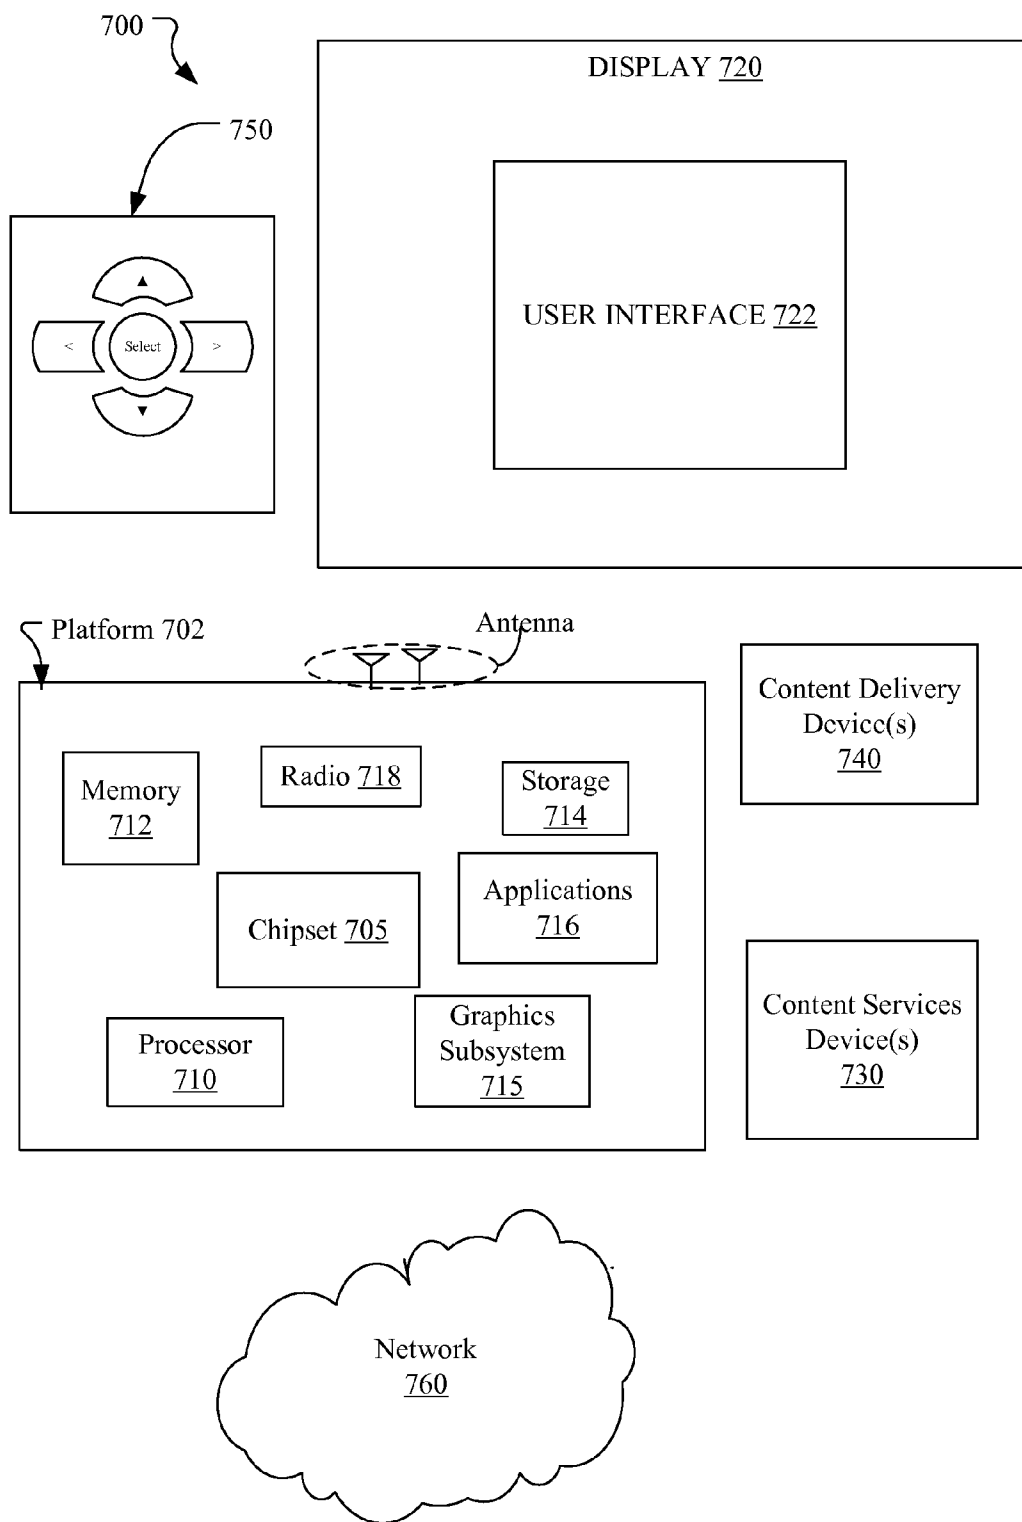 700
DISPLAY 720
750
▲
< Select >
▼
USER INTERFACE 722
Platform 702
Antenna
Content Delivery
Device(s)
740
Memory
712
Radio 718
Storage
714
Chipset 705
Applications
716
Processor
710
Graphics
Subsystem
715
Content Services
Device(s)
730
Network
760